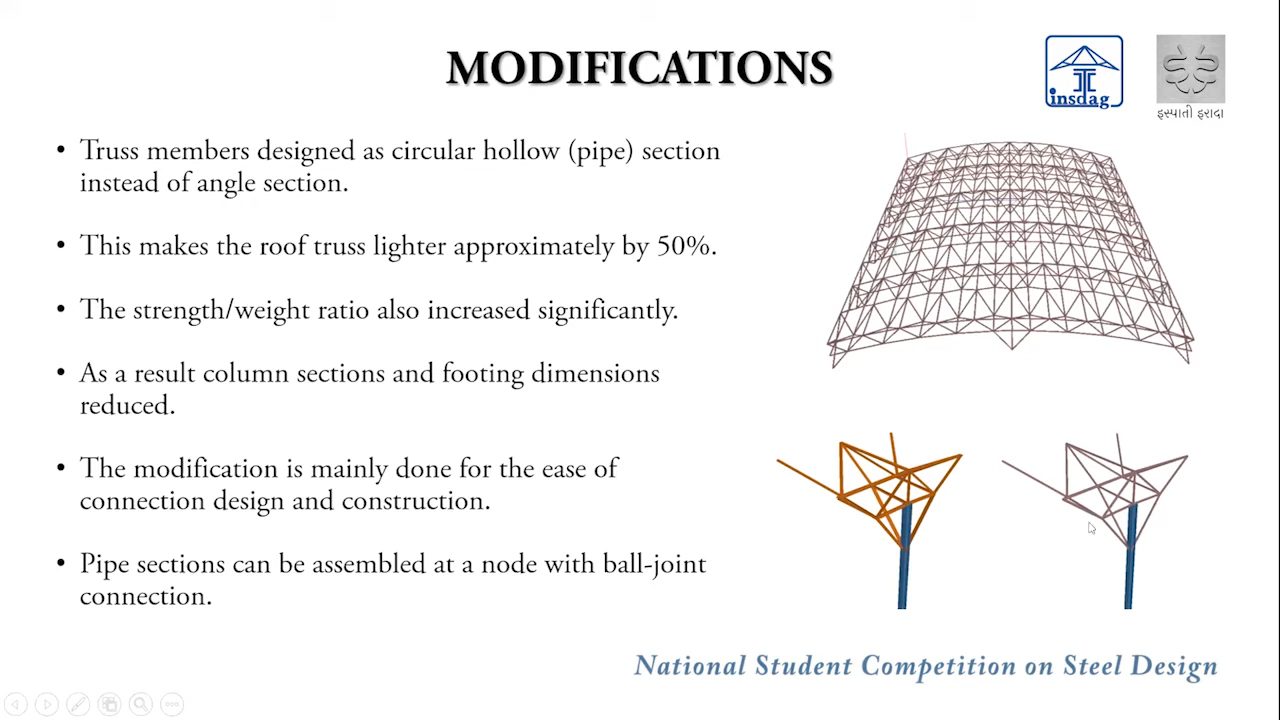 MODIFICATIONS
insdag
इस्पाती इरादा
• Truss members designed as circular hollow (pipe) section
instead of angle section.
• This makes the roof truss lighter approximately by 50%.
• The strength/weight ratio also increased significantly.
• As a result column sections and footing dimensions
reduced.
• The modification is mainly done for the ease of
connection design and construction.
• Pipe sections can be assembled at a node with ball-joint
connection.
National Student Competition on Steel Design